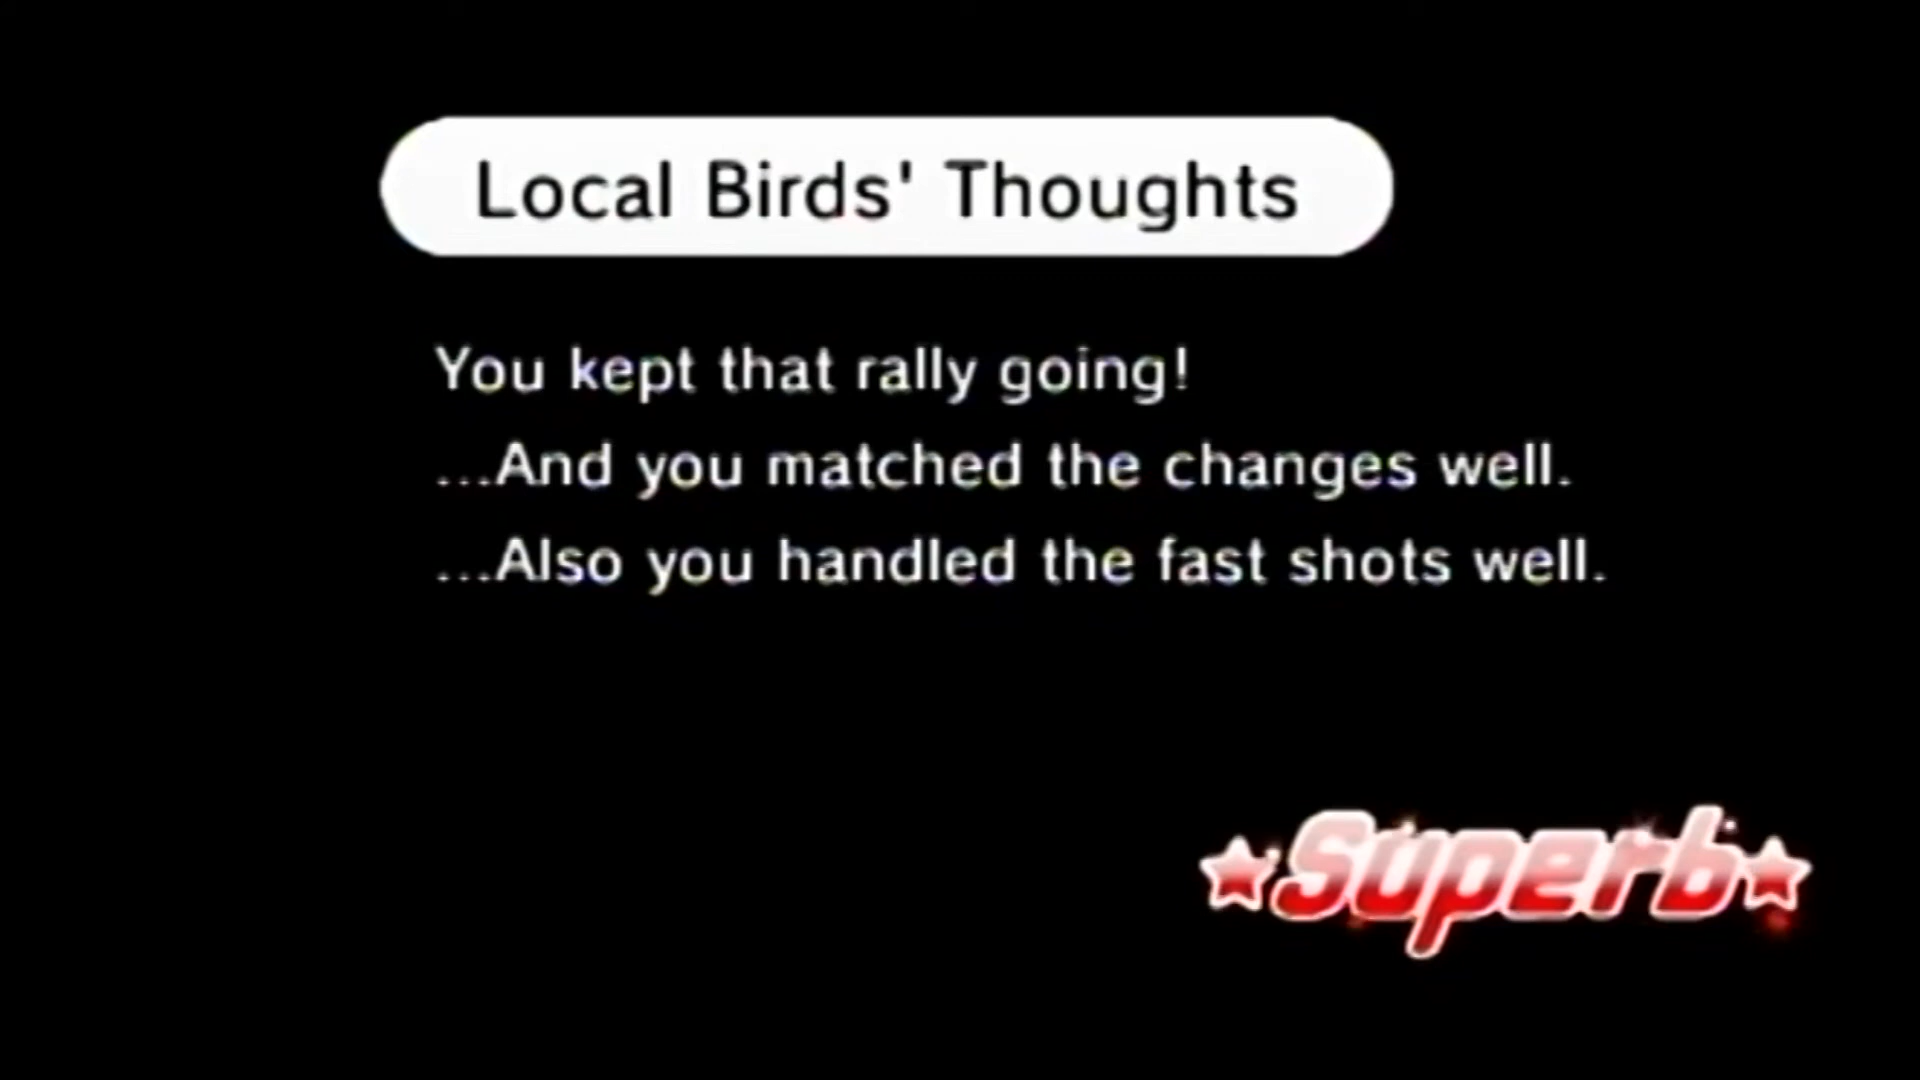 Local Birds' Thoughts
You kept that rally going!
...And you matched the changes well.
...Also you handled the fast shots well.
Superb